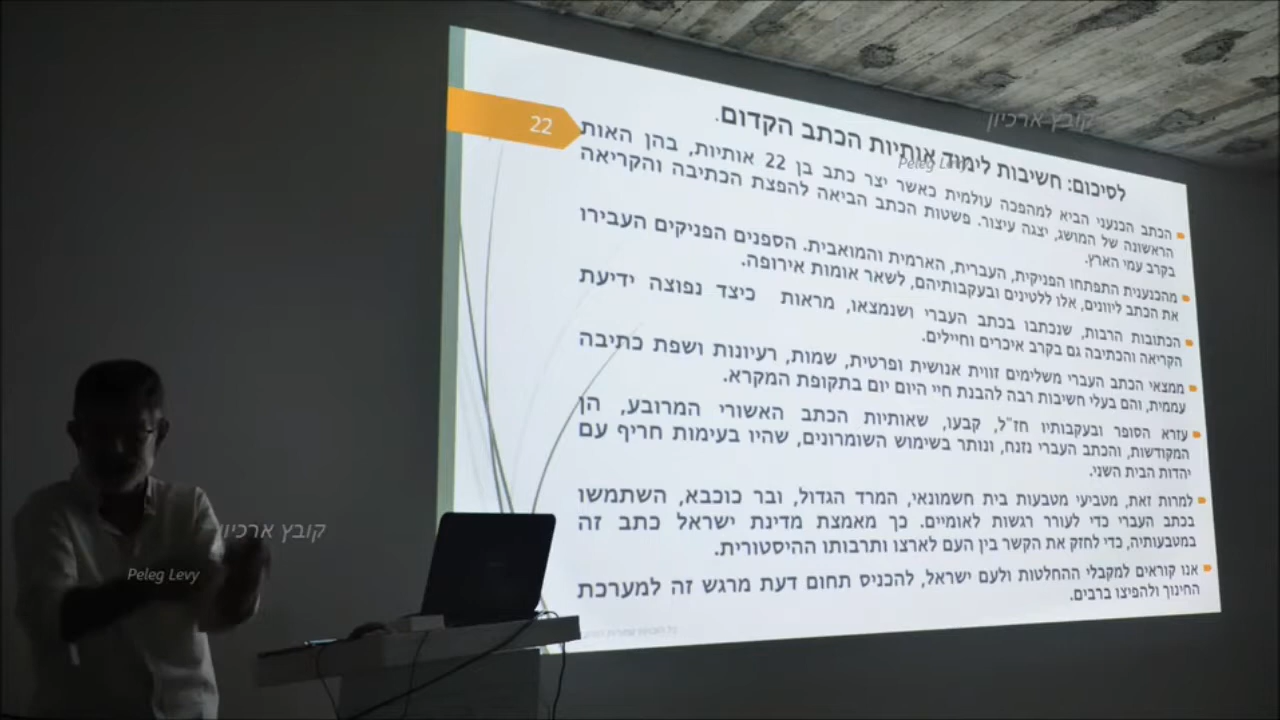 22
לסיכום: חשיבות לימוד אותיות הכתב הקדום.
הכתב הכנעני הביא למהפכה עולמית כאשר יצר כתב בן 22 אותיות, בהן האות
הראשונה של המושג, יצגה עיצור. פשטות הכתב הביאה להפצת הכתיבה והקריאה
בקרב עמי הארץ.
מהכנענית התפתחו הפניקית, העברית, הארמית והמואבית. הספנים הפניקים העבירו
את הכתב ליוונים, אלו ללטינים ובעקבותיהם, לשאר אומות אירופה.
הכתובות הרבות, שנכתבו בכתב העברי ושנמצאו, מראות כיצד נפוצה ידיעת
הקריאה והכתיבה גם בקרב איכרים וחיילים.
ממצאי הכתב העברי משלימים זווית אנושית ופרטית, שמות, רעיונות ושפת כתיבה
עממית, והם בעלי חשיבות רבה להבנת חיי היום יום בתקופת המקרא.
עזרא הסופר ובעקבותיו חז"ל, קבעו, שאותיות הכתב האשורי המרובע, הן
המקודשות, והכתב העברי נזנח, ונותר בשימוש השומרונים, שהיו בעימות חריף עם
יהדות הבית השני.
למרות זאת, מטביעי מטבעות בית חשמונאי, המרד הגדול, ובר כוכבא, השתמשו
בכתב העברי כדי לעורר רגשות לאומיים. כך מאמצת מדינת ישראל כתב זה
במטבעותיה, כדי לחזק את הקשר בין העם לארצו ותרבותו ההיסטורית.
אנו קוראים למקבלי ההחלטות ולעם ישראל, להכניס תחום דעת מרגש זה למערכת
החינוך ולהפיצו ברבים.
קובץ ארכיון
Peleg Levy
קובץ ארכיון
Peleg Levy